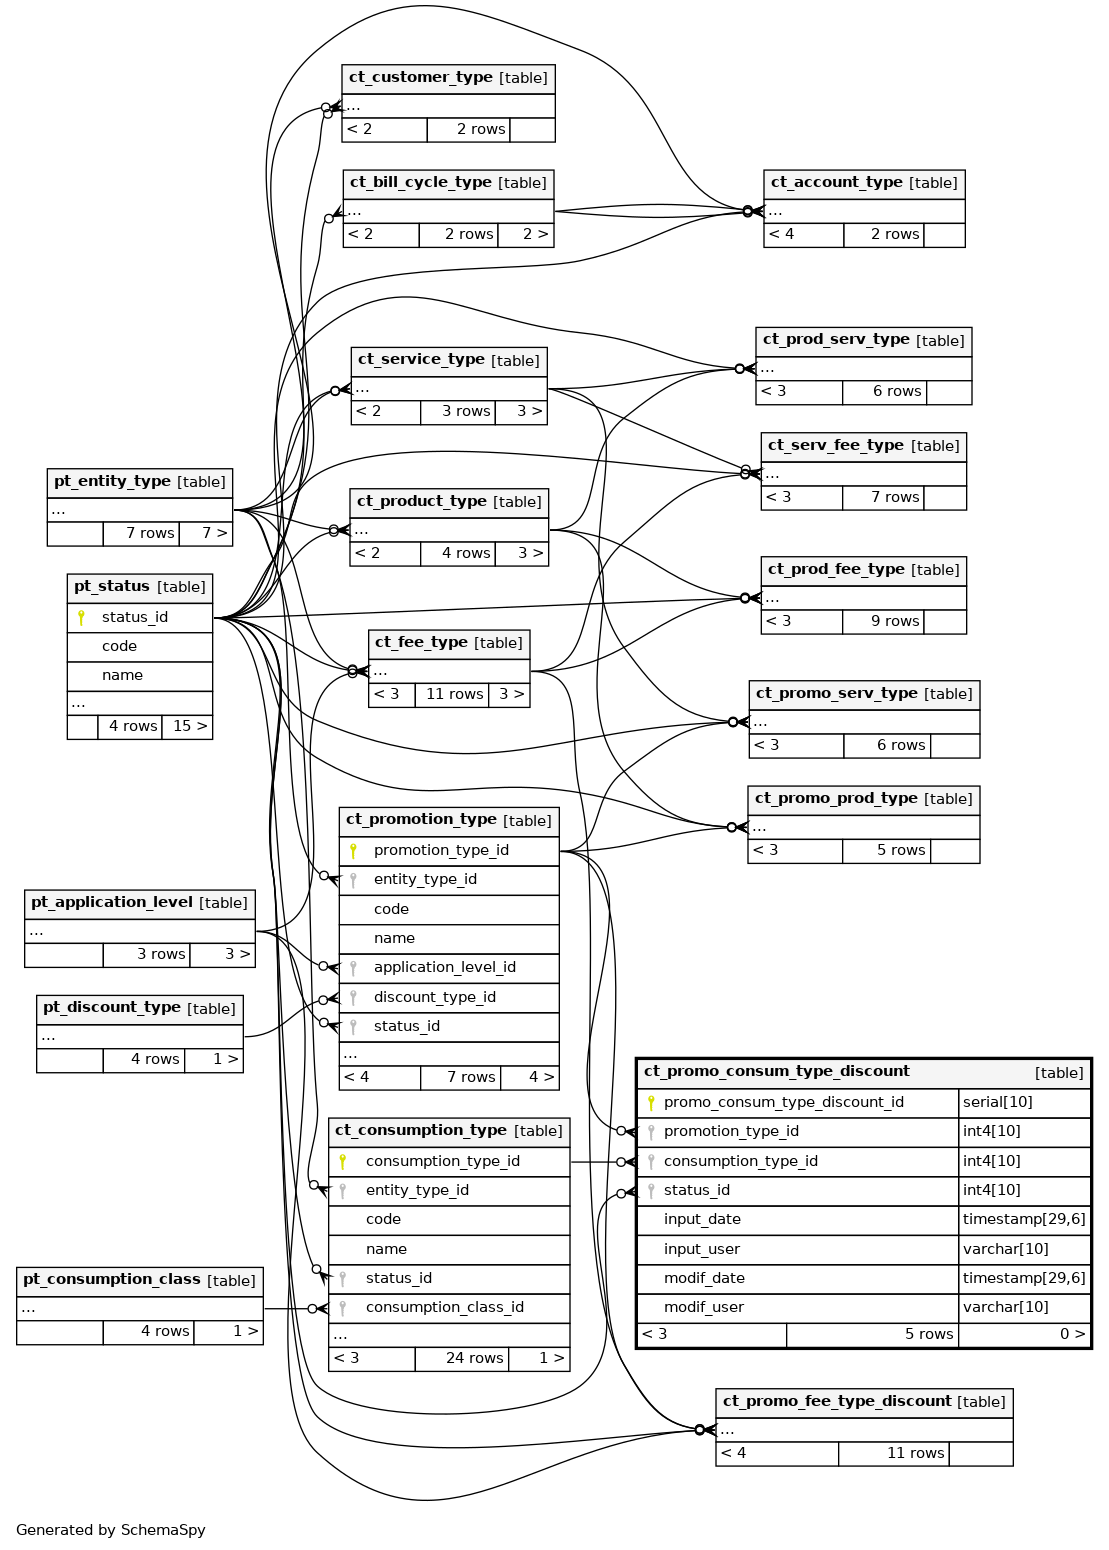 ct_customer_type [table]
...
< 2 2 rows
ct_bill_cycle_type [table]
...
< 2 2 rows 2 >
ct_account_type [table]
...
< 4 2 rows
ct_prod_serv_type [table]
...
< 3 6 rows
ct_service_type [table]
...
< 2 3 rows 3 >
ct_serv_fee_type [table]
...
< 3 7 rows
pt_entity_type [table]
...
7 rows 7 >
ct_product_type [table]
...
< 2 4 rows 3 >
ct_prod_fee_type [table]
...
< 3 9 rows
pt_status [table]
status_id
code
name
...
4 rows 15 >
ct_fee_type [table]
...
< 3 11 rows 3 >
ct_promo_serv_type [table]
...
< 3 6 rows
ct_promo_prod_type [table]
...
< 3 5 rows
ct_promotion_type [table]
promotion_type_id
entity_type_id
code
name
application_level_id
discount_type_id
status_id
...
< 4 7 rows 4 >
pt_application_level [table]
...
3 rows 3 >
pt_discount_type [table]
...
4 rows 1 >
ct_promo_consum_type_discount [table]
promo_consum_type_discount_id serial[10]
promotion_type_id int4[10]
consumption_type_id int4[10]
status_id int4[10]
input_date timestamp[29,6]
input_user varchar[10]
modif_date timestamp[29,6]
modif_user varchar[10]
< 3 5 rows 0 >
ct_consumption_type [table]
consumption_type_id
entity_type_id
code
name
status_id
consumption_class_id
...
< 3 24 rows 1 >
pt_consumption_class [table]
...
4 rows 1 >
ct_promo_fee_type_discount [table]
...
< 4 11 rows
Generated by SchemaSpy